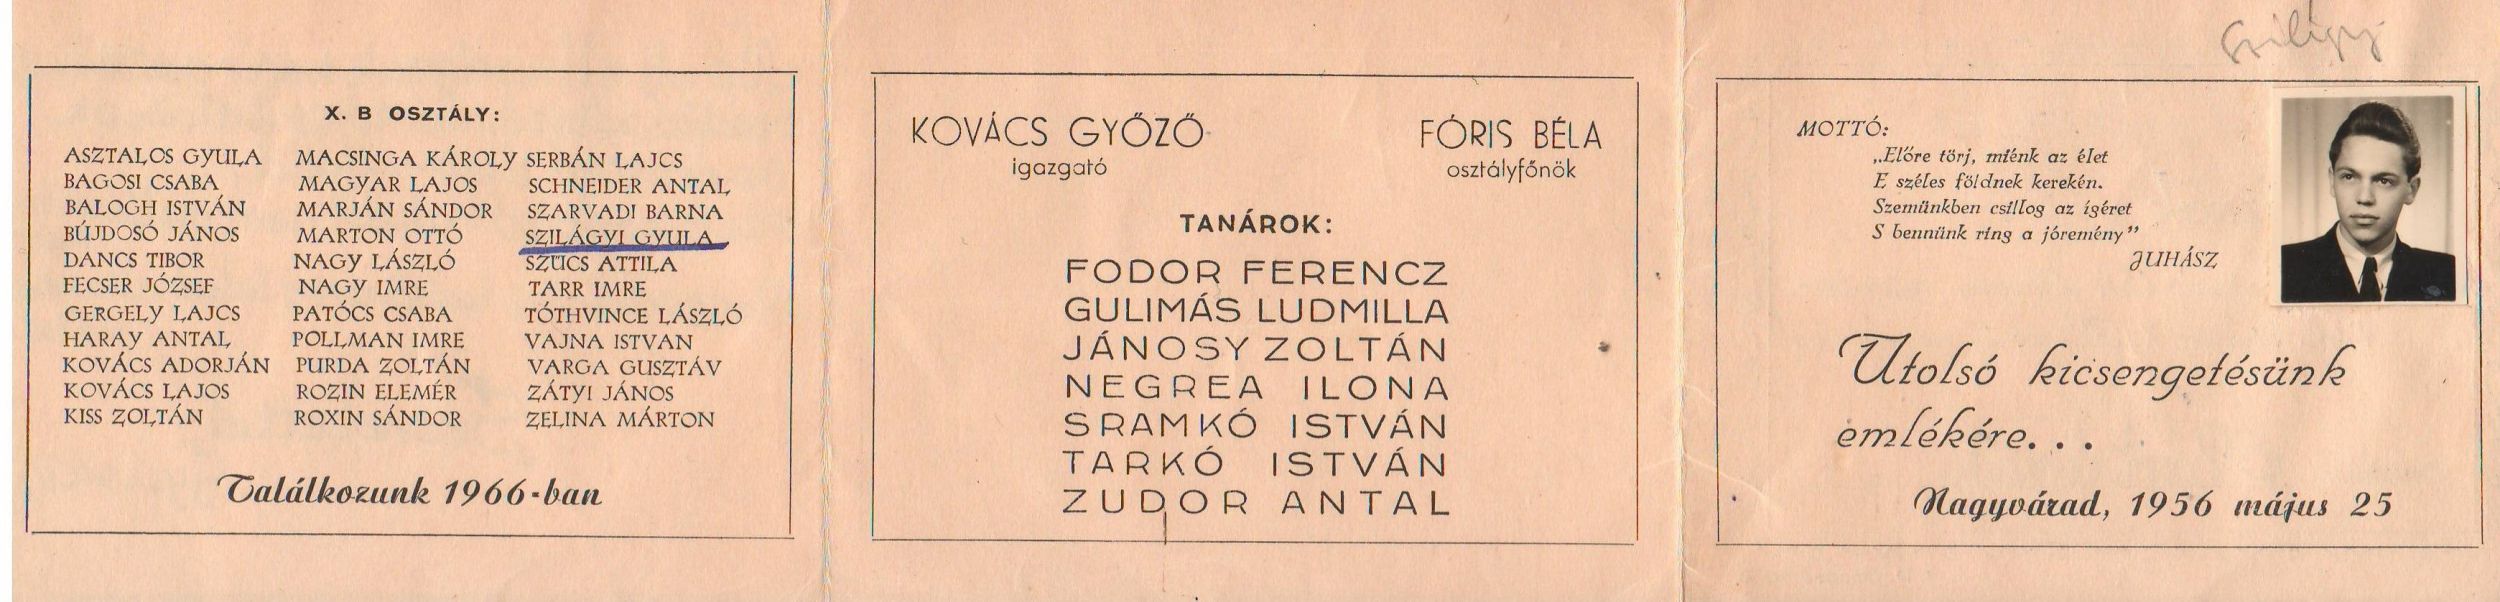 X. B OSZTÁLY:
ASZTALOS GYULA
BAGOSI CSABA
BALOGH ISTVÁN
BÚJDOSÓ JÁNOS
DANCS TIBOR
FECSER JÓZSEF
GERGELY LAJCS
HARAY ANTAL
KOVÁCS ADORJÁN
KOVÁCS LAJOS
KISS ZOLTÁN
MACSINGA KÁROLY
MAGYAR LAJOS
MARJÁN SÁNDOR
MARTON OTTÓ
NAGY LÁSZLÓ
NAGY IMRE
PATÓCS CSABA
POLLMAN IMRE
PURDA ZOLTÁN
ROZIN ELEMÉR
ROXIN SÁNDOR
SERBÁN LAJCS
SCHNEIDER ANTAL
SZARVADI BARNA
SZILÁGYI GYULA
SZÜCS ATTILA
TARR IMRE
TÓTHVINCE LÁSZLÓ
VAJNA ISTVAN
VARGA GUSZTÁV
ZÁTYI JÁNOS
ZELINA MÁRTON
Találkozunk 1966-ban
KOVÁCS GYŐZŐ
igazgató
FÓRIS BÉLA
osztályfőnök
TANÁROK:
FODOR FERENCZ
GULIMÁS LUDMILLA
JÁNOSY ZOLTÁN
NEGREA ILONA
SRAMKÓ ISTVÁN
TARKÓ ISTVÁN
ZUDOR ANTAL
Szilágyi
MOTTÓ:
„Előre törj, miénk az élet
E széles földnek kerekén.
Szemünkben csillog az igéret
S bennünk ring a jóremény”
JUHÁSZ
Utolsó kicsengetésünk
emlékére...
Nagyvárad, 1956 május 25